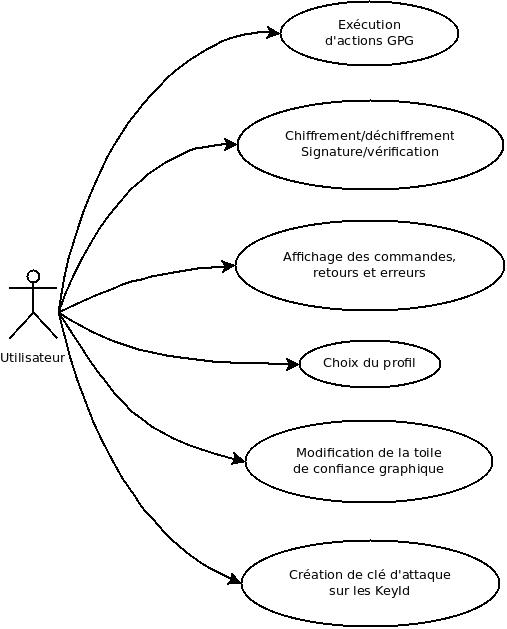 Exécution
d'actions GPG
Chiffrement/déchiffrement
Signature/vérification
Affichage des commandes,
retours et erreurs
Utilisateur
Choix du profil
Modification de la toile
de confiance graphique
Création de clé d'attaque
sur les KeyId